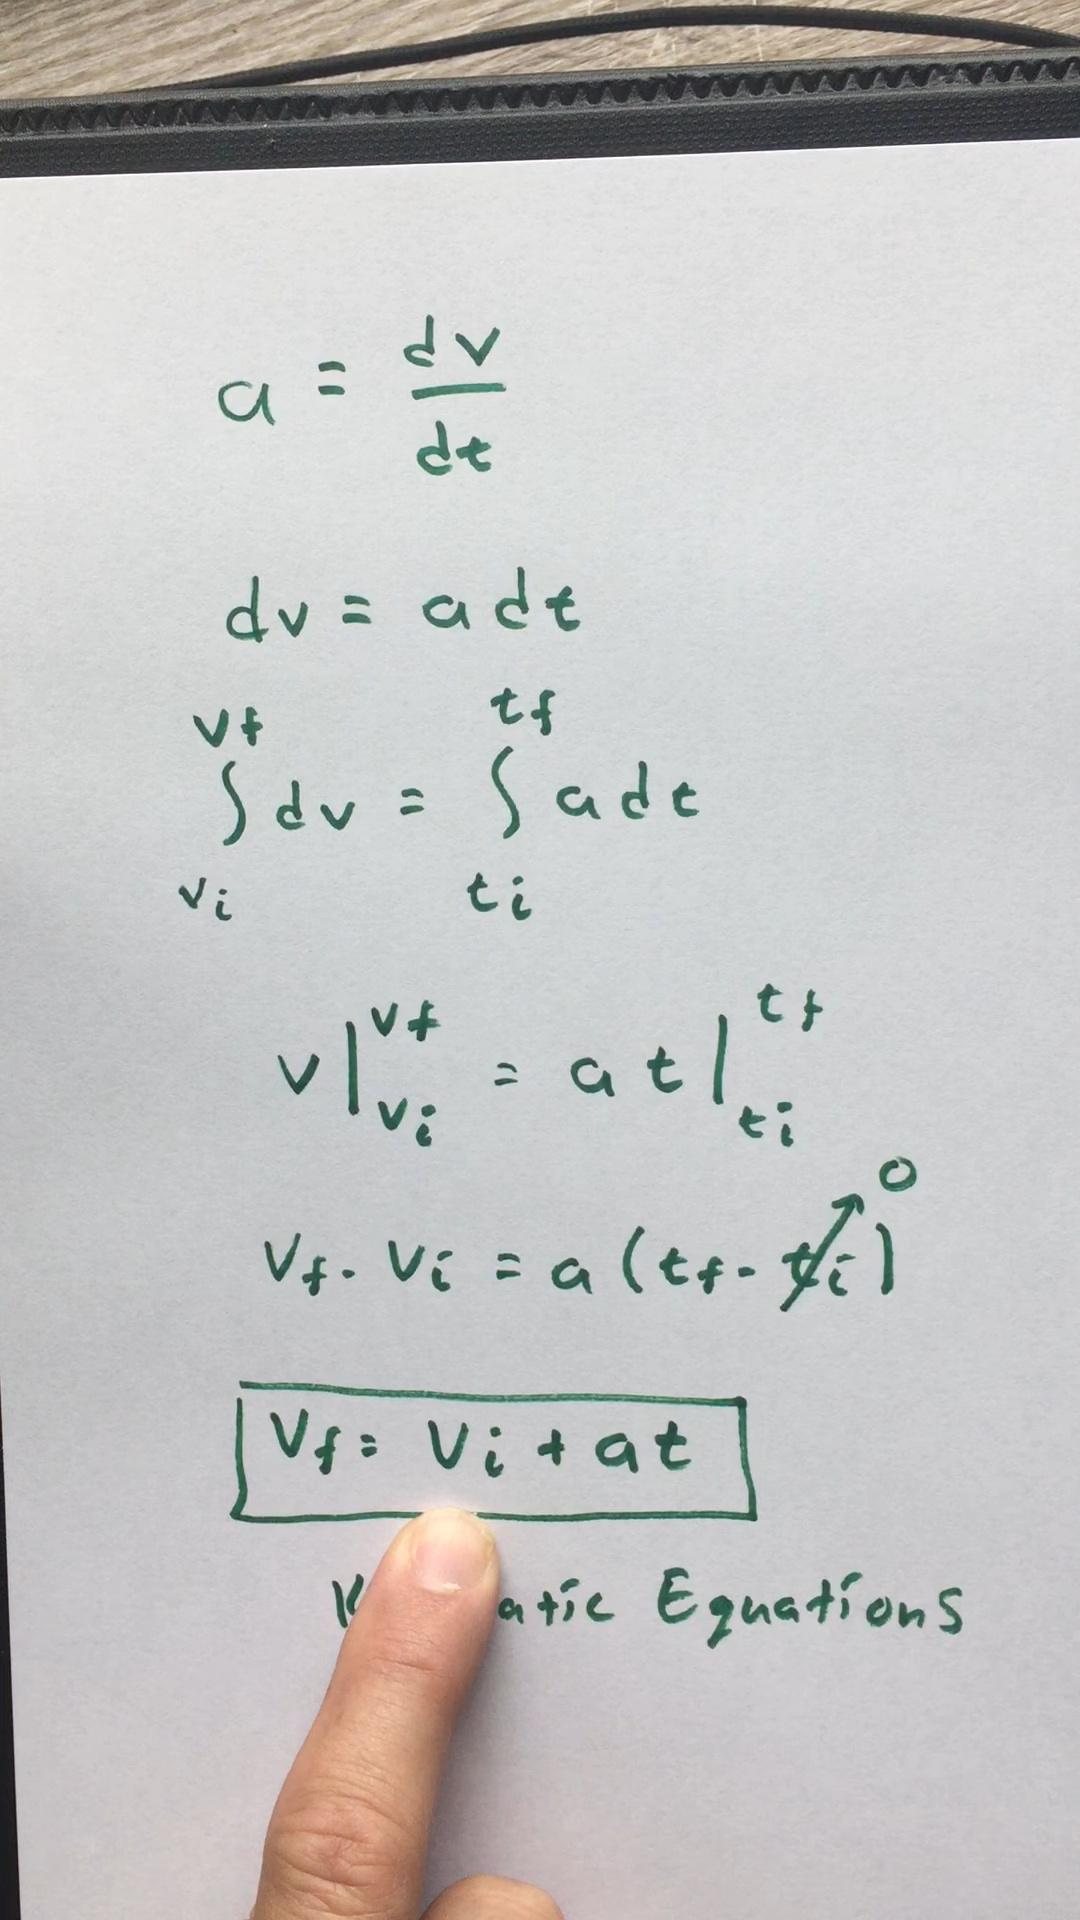 a = dv/dt
dv = a dt
∫_{vi}^{vf} dv = ∫_{ti}^{tf} a dt
v|_{vi}^{vf} = a t|_{ti}^{tf}
Vf - Vi = a (tf - ti) 0
Vf = Vi + at
Equations